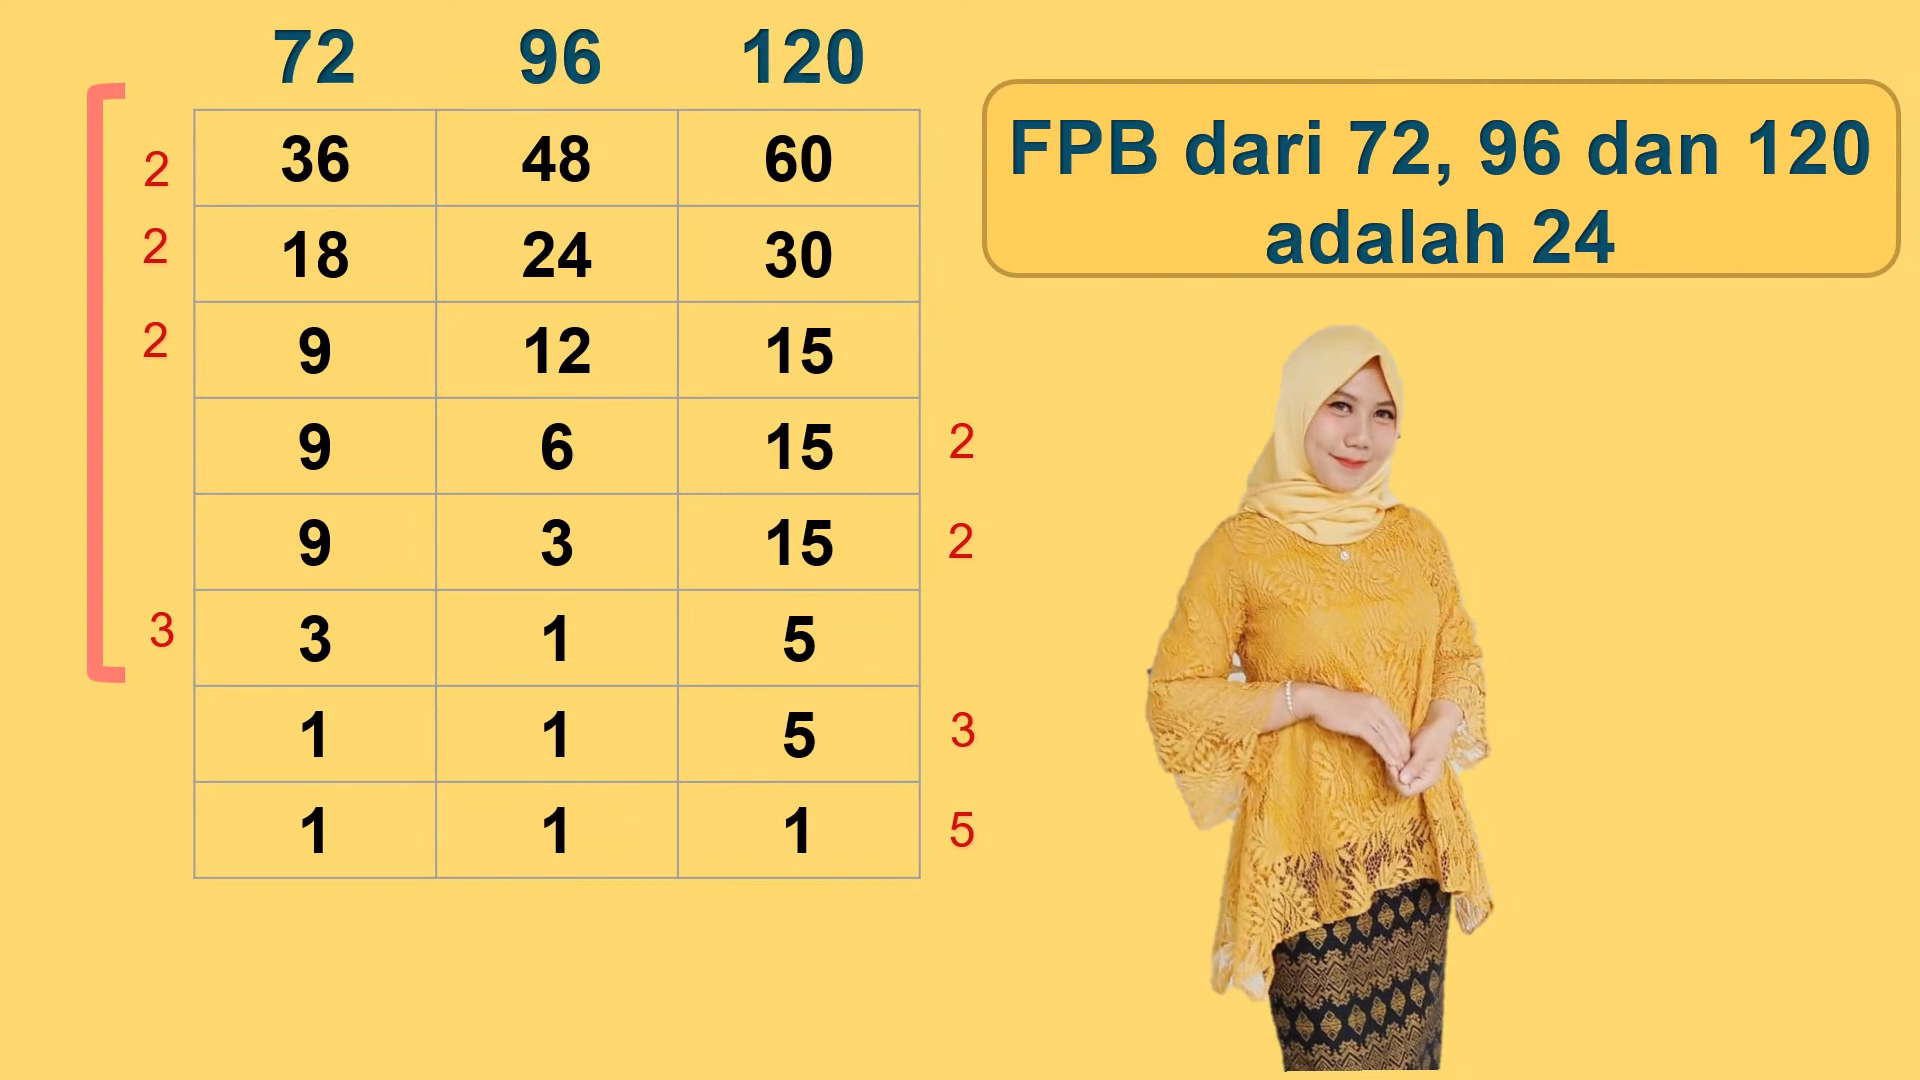 72 96 120
2 36 48 60
2 18 24 30
2 9 12 15
9 6 15 2
9 3 15 2
3 3 1 5
1 1 5 3
1 1 1 5
FPB dari 72, 96 dan 120
adalah 24